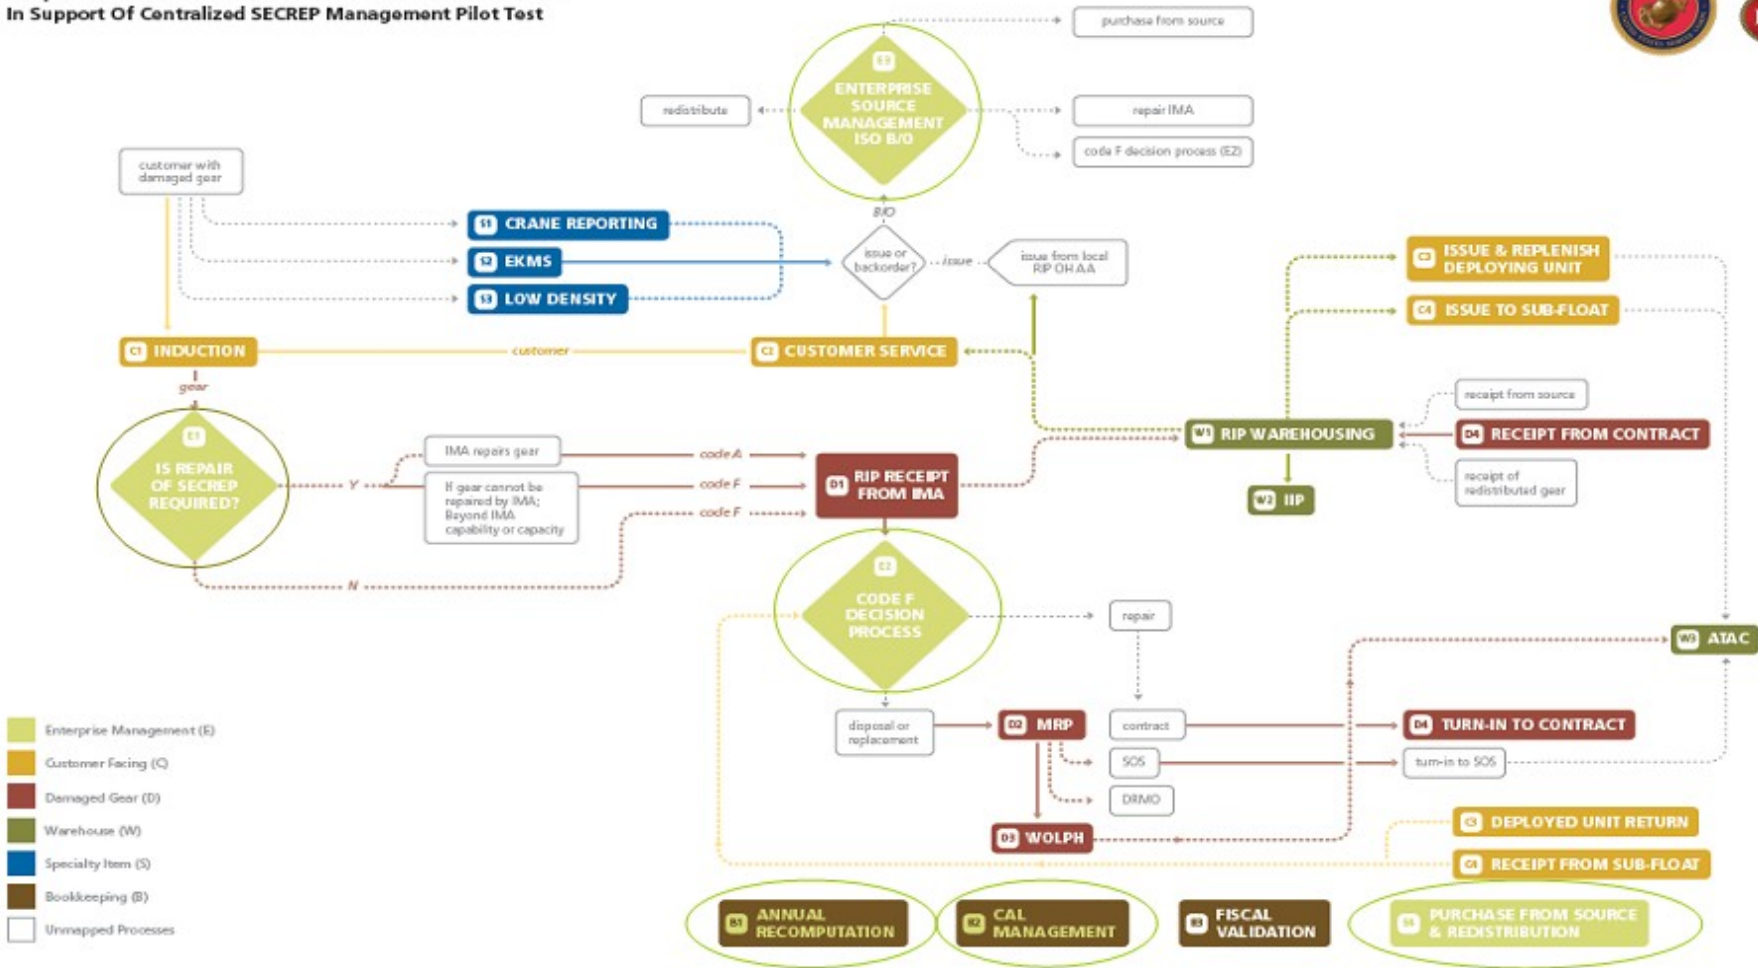 In Support Of Centralized SECREP Management Pilot Test
purchase from source
E3
ENTERPRISE
SOURCE
MANAGEMENT
ISO B/O
redistribute
repair IMA
code F decision process (E2)
customer with
damaged gear
B/O
S1 CRANE REPORTING
S2 EKMS
S3 LOW DENSITY
issue or
backorder?
issue
issue from local
RIP OH AA
C3 ISSUE & REPLENISH
DEPLOYING UNIT
C4 ISSUE TO SUB-FLOAT
C1 INDUCTION
customer
C2 CUSTOMER SERVICE
gear
E1
IS REPAIR
OF SECREP
REQUIRED?
Y
N
IMA repairs gear
If gear cannot be
repaired by IMA;
Beyond IMA
capability or capacity
code A
code F
code F
D1 RIP RECEIPT
FROM IMA
W1 RIP WAREHOUSING
W2 IIP
receipt from source
D4 RECEIPT FROM CONTRACT
receipt of
redistributed gear
E2
CODE F
DECISION
PROCESS
repair
W3 ATAC
disposal or
replacement
D2 MRP
contract
D4 TURN-IN TO CONTRACT
SOS
turn-in to SOS
DRMO
D3 WOLPH
DEPLOYED UNIT RETURN
RECEIPT FROM SUB-FLOAT
Enterprise Management (E)
Customer Facing (C)
Damaged Gear (D)
Warehouse (W)
Specialty Item (S)
Bookkeeping (B)
Unmapped Processes
B1 ANNUAL
RECOMPUTATION
B2 CAL
MANAGEMENT
B3 FISCAL
VALIDATION
PURCHASE FROM SOURCE
& REDISTRIBUTION